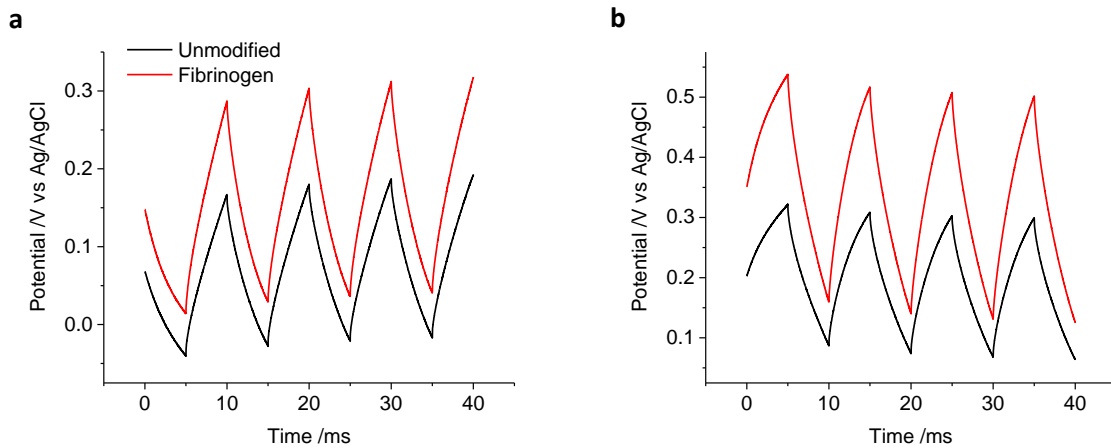 a
Unmodified
Fibrinogen
0.3
0.2
0.1
0.0
Potential /V vs Ag/AgCl
0 10 20 30 40
Time /ms
b
0.5
0.4
0.3
0.2
0.1
Potential /V vs Ag/AgCl
0 10 20 30 40
Time /ms